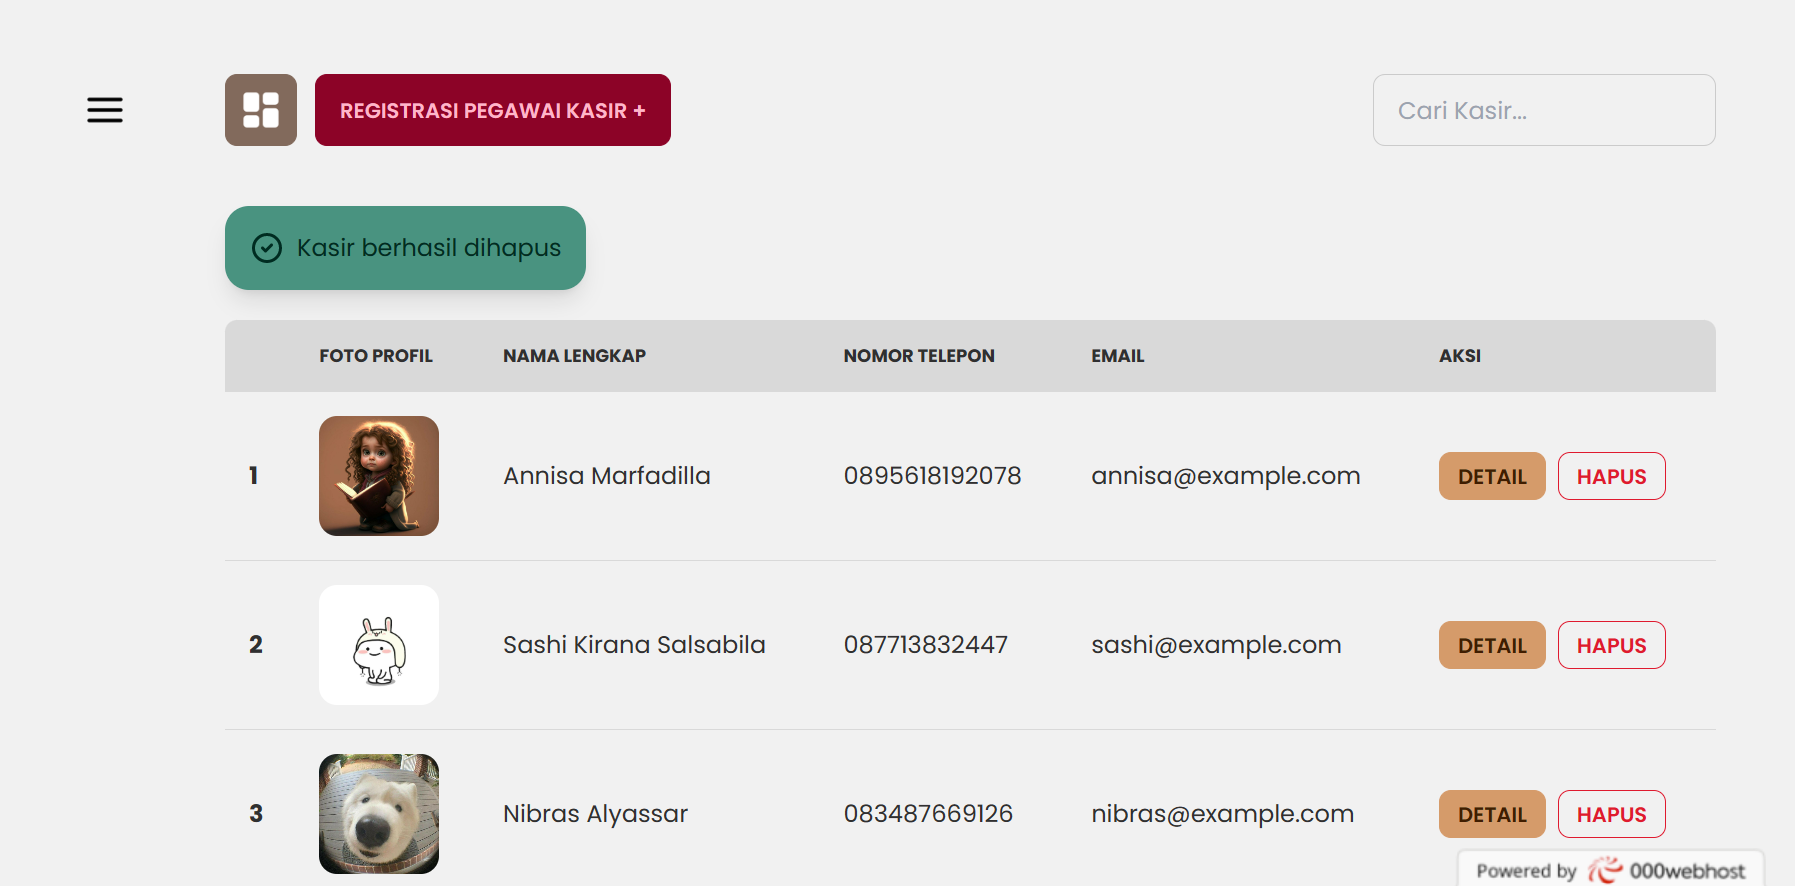 REGISTRASI PEGAWAI KASIR +
Cari Kasir...
Kasir berhasil dihapus
FOTO PROFIL NAMA LENGKAP NOMOR TELEPON EMAIL AKSI
1 Annisa Marfadilla 0895618192078 annisa@example.com DETAIL HAPUS
2 Sashi Kirana Salsabila 087713832447 sashi@example.com DETAIL HAPUS
3 Nibras Alyassar 083487669126 nibras@example.com DETAIL HAPUS
Powered by 000webhost